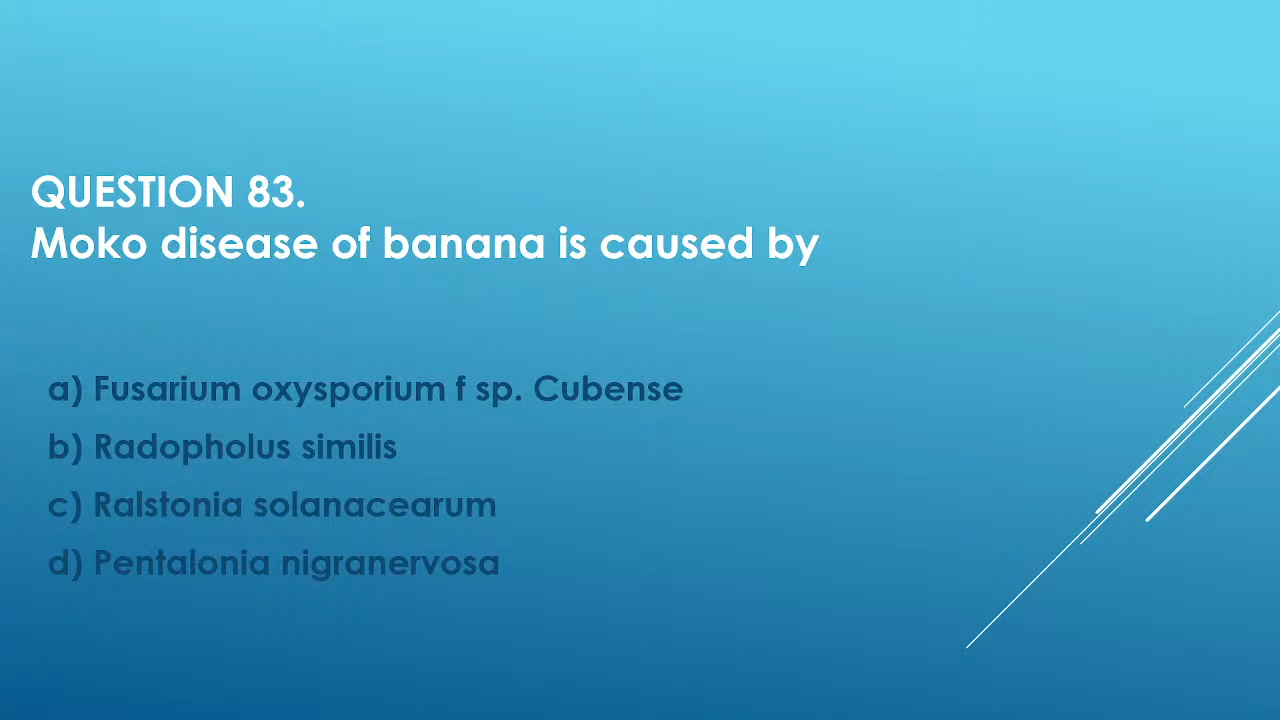 QUESTION 83.
Moko disease of banana is caused by
a) Fusarium oxysporium f sp. Cubense
b) Radopholus similis
c) Ralstonia solanacearum
d) Pentalonia nigranervosa